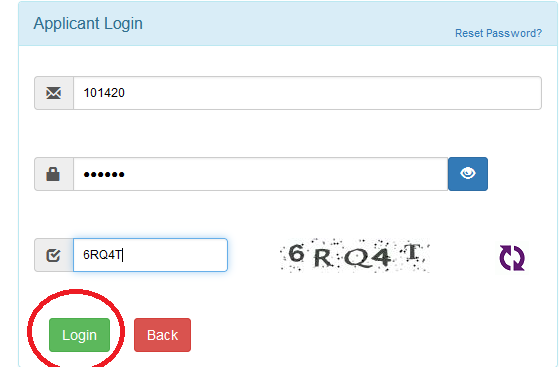 Applicant Login
Reset Password?
101420
••••••
6RQ4T
6RQ4T
Login
Back